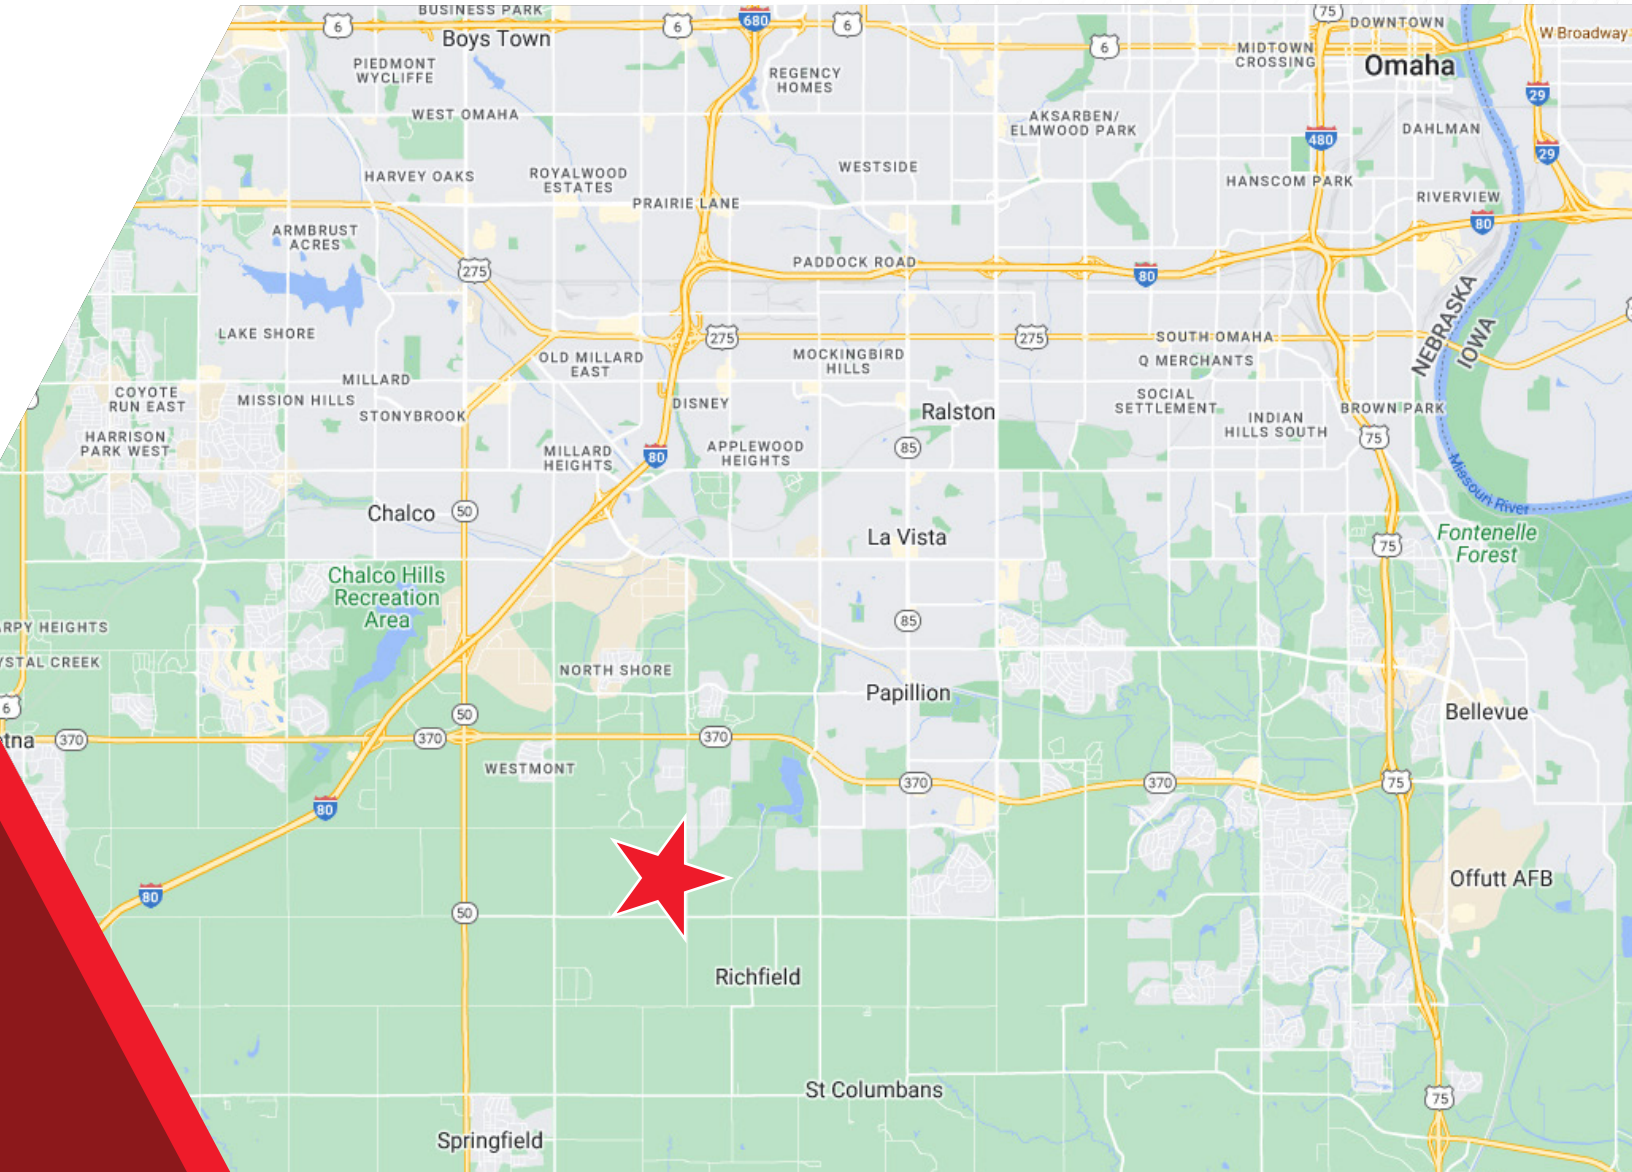 BUSINESS PARK
75
6
6
680
6
DOWNTOWN
W Broadway
Boys Town
6
MIDTOWN
CROSSING
Omaha
PIEDMONT
WYCLIFFE
REGENCY
HOMES
29
WEST OMAHA
AKSARBEN/
ELMWOOD PARK
DAHLMAN
480
29
HARVEY OAKS
ROYALWOOD
ESTATES
WESTSIDE
HANSCOM PARK
RIVERVIEW
PRAIRIE LANE
80
ARMBRUST
ACRES
275
PADDOCK ROAD
80
NEBRASKA
IOWA
LAKE SHORE
275
275
SOUTH OMAHA
OLD MILLARD
EAST
MOCKINGBIRD
HILLS
Q MERCHANTS
MILLARD
COYOTE
RUN EAST
MISSION HILLS
STONYBROOK
DISNEY
Ralston
SOCIAL
SETTLEMENT
INDIAN
HILLS SOUTH
BROWN PARK
HARRISON
PARK WEST
MILLARD
HEIGHTS
80
APPLEWOOD
HEIGHTS
85
75
Missouri River
Chalco
50
La Vista
75
Fontenelle
Forest
Chalco Hills
Recreation
Area
ARPY HEIGHTS
85
YSTAL CREEK
NORTH SHORE
Papillion
6
50
Bellevue
tna
370
370
370
WESTMONT
370
370
75
80
80
Offutt AFB
50
Richfield
St Columbans
75
Springfield